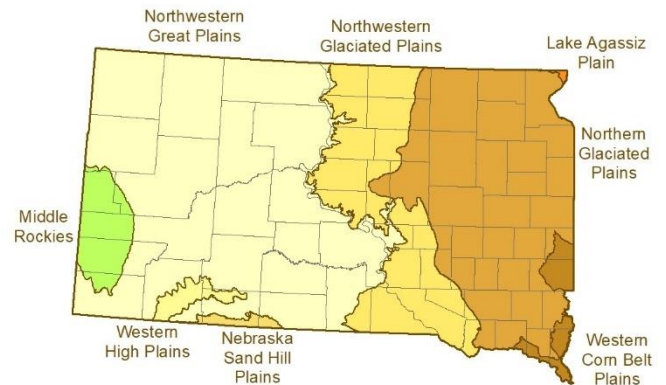 Northwestern
Great Plains
Northwestern
Glaciated Plains
Lake Agassiz
Plain
Northern
Glaciated
Plains
Middle
Rockies
Western
High Plains
Nebraska
Sand Hill
Plains
Western
Corn Belt
Plains